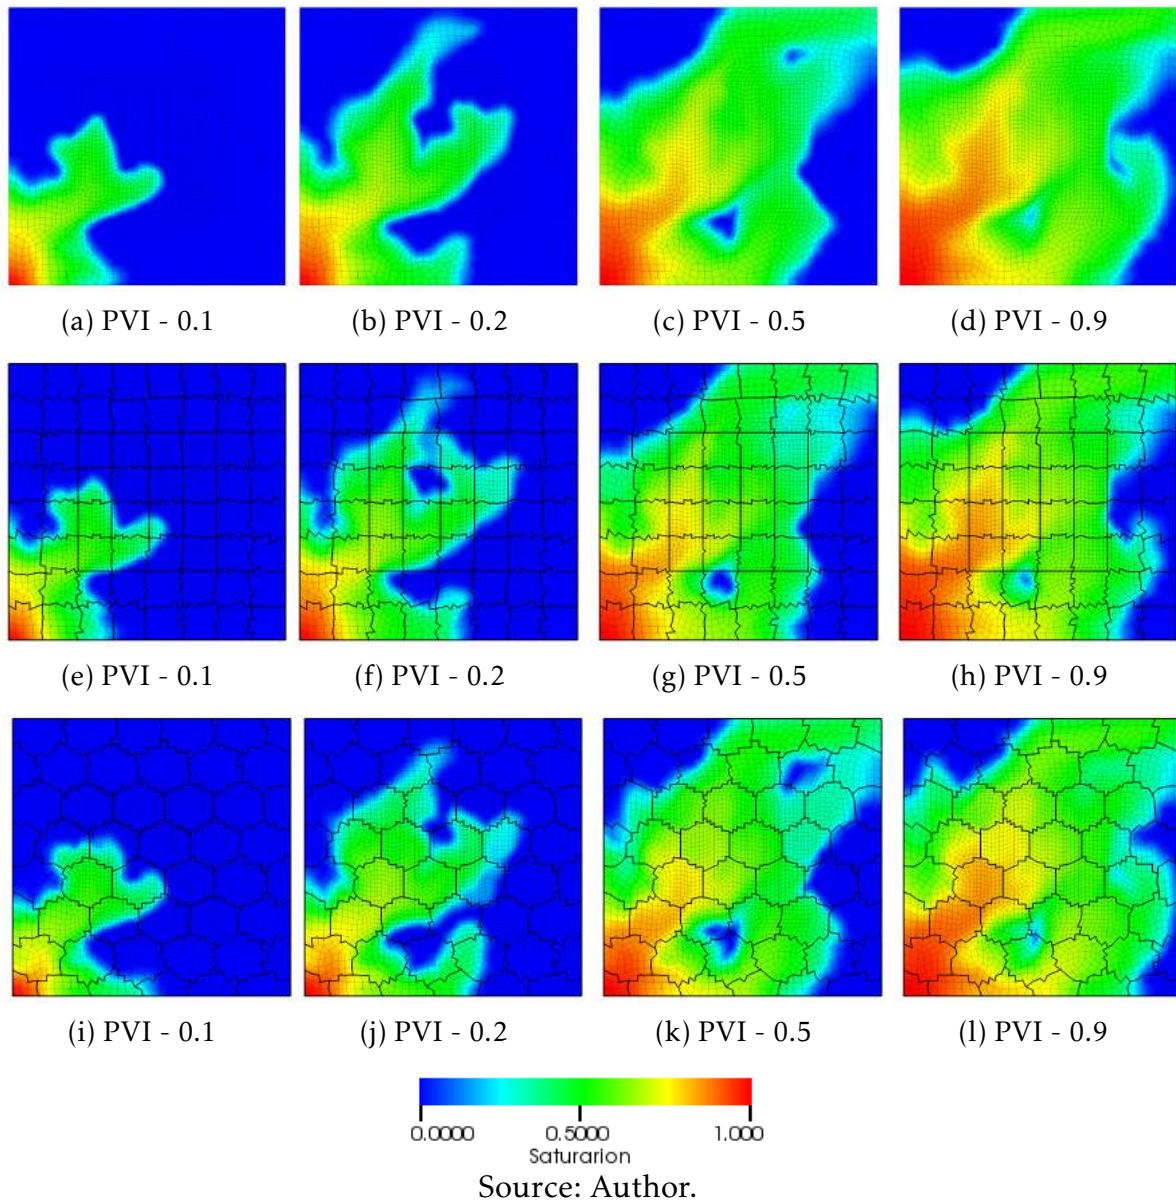 (a) PVI - 0.1 (b) PVI - 0.2 (c) PVI - 0.5 (d) PVI - 0.9
(e) PVI - 0.1 (f) PVI - 0.2 (g) PVI - 0.5 (h) PVI - 0.9
(i) PVI - 0.1 (j) PVI - 0.2 (k) PVI - 0.5 (l) PVI - 0.9
0.0000 0.5000 1.000
Saturarion
Source: Author.